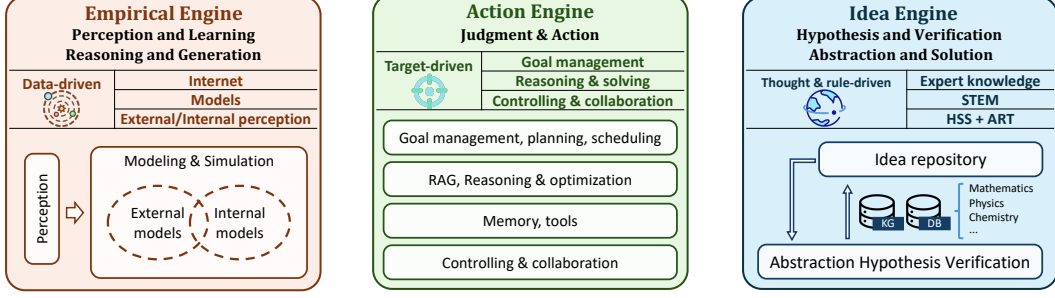 Empirical Engine
Perception and Learning
Reasoning and Generation
Data-driven
Internet
Models
External/Internal perception
Perception
Modeling & Simulation
External
models
Internal
models
Action Engine
Judgment & Action
Target-driven
Goal management
Reasoning & solving
Controlling & collaboration
Goal management, planning, scheduling
RAG, Reasoning & optimization
Memory, tools
Controlling & collaboration
Idea Engine
Hypothesis and Verification
Abstraction and Solution
Thought & rule-driven
Expert knowledge
STEM
HSS + ART
Idea repository
KG
DB
Mathematics
Physics
Chemistry
...
Abstraction Hypothesis Verification